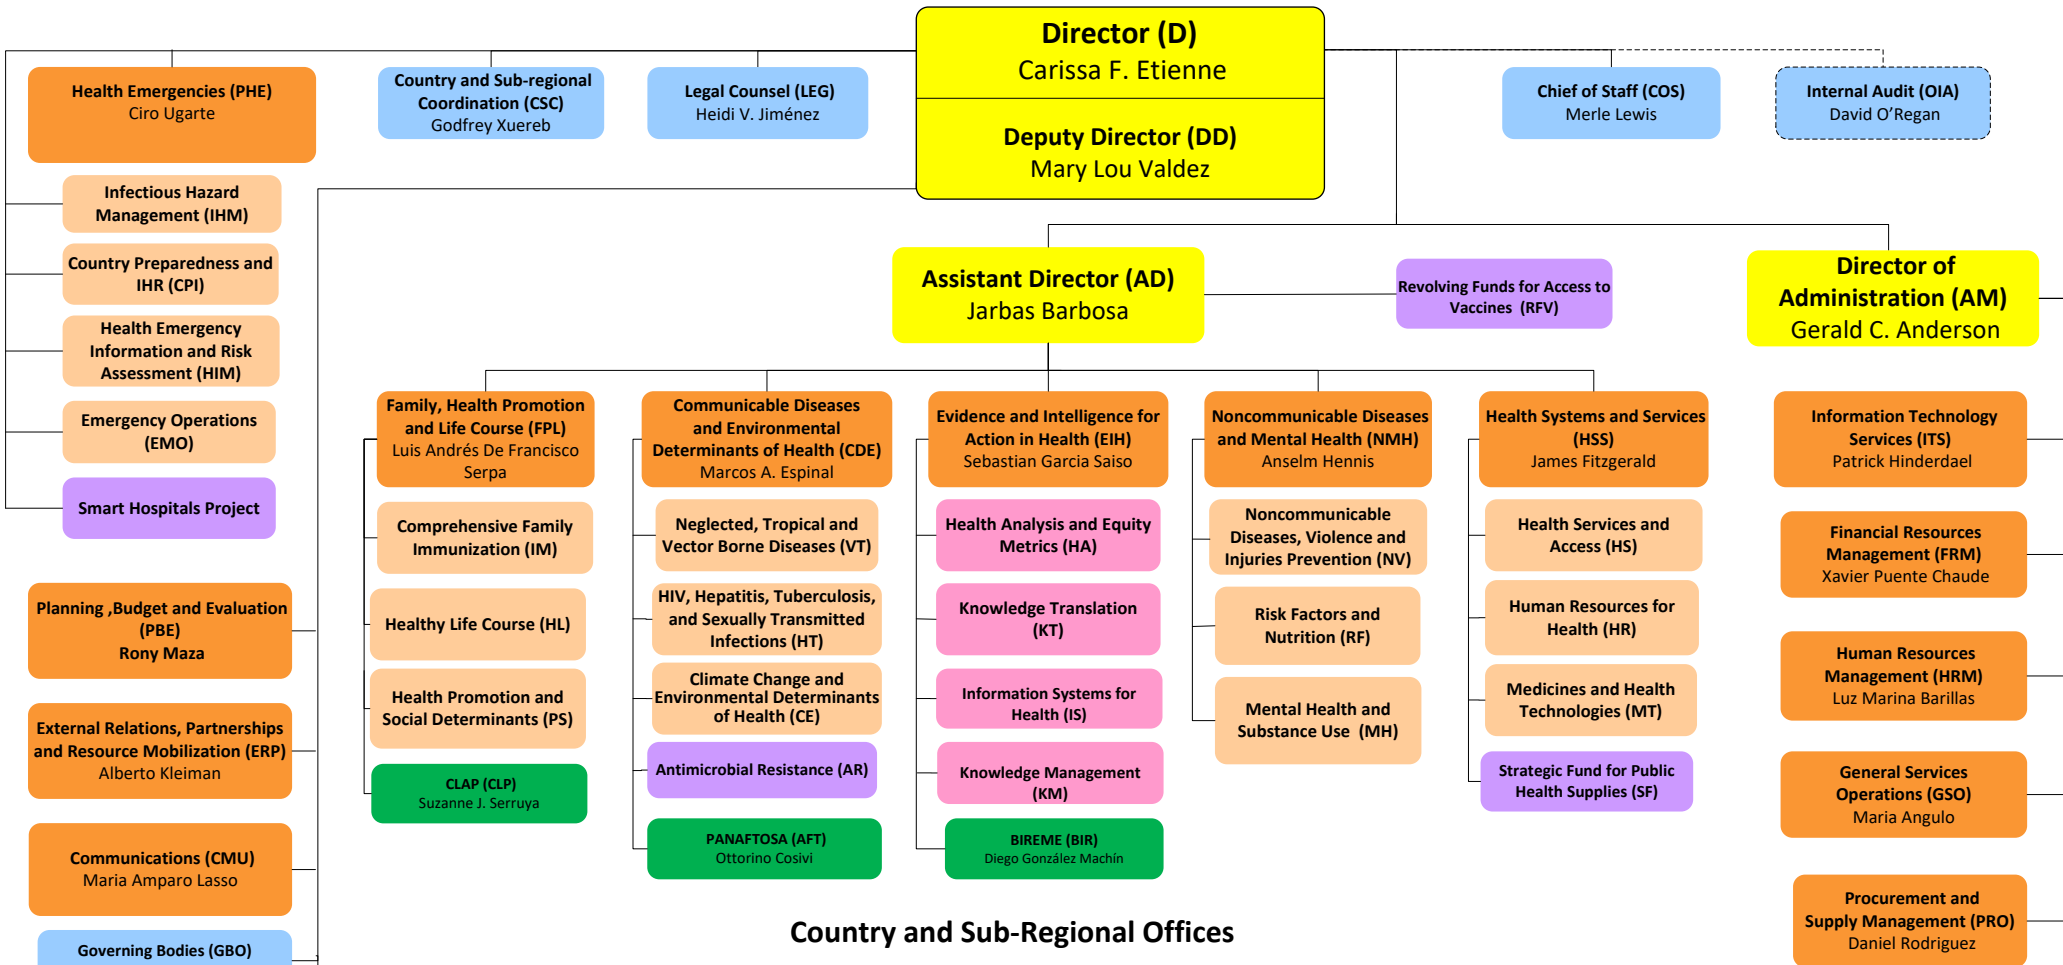 Director (D)
Carissa F. Etienne
Deputy Director (DD)
Mary Lou Valdez
Health Emergencies (PHE)
Ciro Ugarte
Country and Sub-regional
Coordination (CSC)
Godfrey Xuereb
Legal Counsel (LEG)
Heidi V. Jiménez
Chief of Staff (COS)
Merle Lewis
Internal Audit (OIA)
David O’Regan
Infectious Hazard
Management (IHM)
Country Preparedness and
IHR (CPI)
Health Emergency
Information and Risk
Assessment (HIM)
Emergency Operations
(EMO)
Smart Hospitals Project
Planning ,Budget and Evaluation
(PBE)
Rony Maza
External Relations, Partnerships
and Resource Mobilization (ERP)
Alberto Kleiman
Communications (CMU)
Maria Amparo Lasso
Governing Bodies (GBO)
Assistant Director (AD)
Jarbas Barbosa
Revolving Funds for Access to
Vaccines (RFV)
Director of
Administration (AM)
Gerald C. Anderson
Family, Health Promotion
and Life Course (FPL)
Luis Andrés De Francisco
Serpa
Comprehensive Family
Immunization (IM)
Healthy Life Course (HL)
Health Promotion and
Social Determinants (PS)
CLAP (CLP)
Suzanne J. Serruya
Communicable Diseases
and Environmental
Determinants of Health (CDE)
Marcos A. Espinal
Neglected, Tropical and
Vector Borne Diseases (VT)
HIV, Hepatitis, Tuberculosis,
and Sexually Transmitted
Infections (HT)
Climate Change and
Environmental Determinants
of Health (CE)
Antimicrobial Resistance (AR)
PANAFTOSA (AFT)
Ottorino Cosivi
Evidence and Intelligence for
Action in Health (EIH)
Sebastian Garcia Saiso
Health Analysis and Equity
Metrics (HA)
Knowledge Translation
(KT)
Information Systems for
Health (IS)
Knowledge Management
(KM)
BIREME (BIR)
Diego González Machín
Noncommunicable Diseases
and Mental Health (NMH)
Anselm Hennis
Noncommunicable
Diseases, Violence and
Injuries Prevention (NV)
Risk Factors and
Nutrition (RF)
Mental Health and
Substance Use (MH)
Health Systems and Services
(HSS)
James Fitzgerald
Health Services and
Access (HS)
Human Resources for
Health (HR)
Medicines and Health
Technologies (MT)
Strategic Fund for Public
Health Supplies (SF)
Information Technology
Services (ITS)
Patrick Hinderdael
Financial Resources
Management (FRM)
Xavier Puente Chaude
Human Resources
Management (HRM)
Luz Marina Barillas
General Services
Operations (GSO)
Maria Angulo
Procurement and
Supply Management (PRO)
Daniel Rodriguez
Country and Sub-Regional Offices